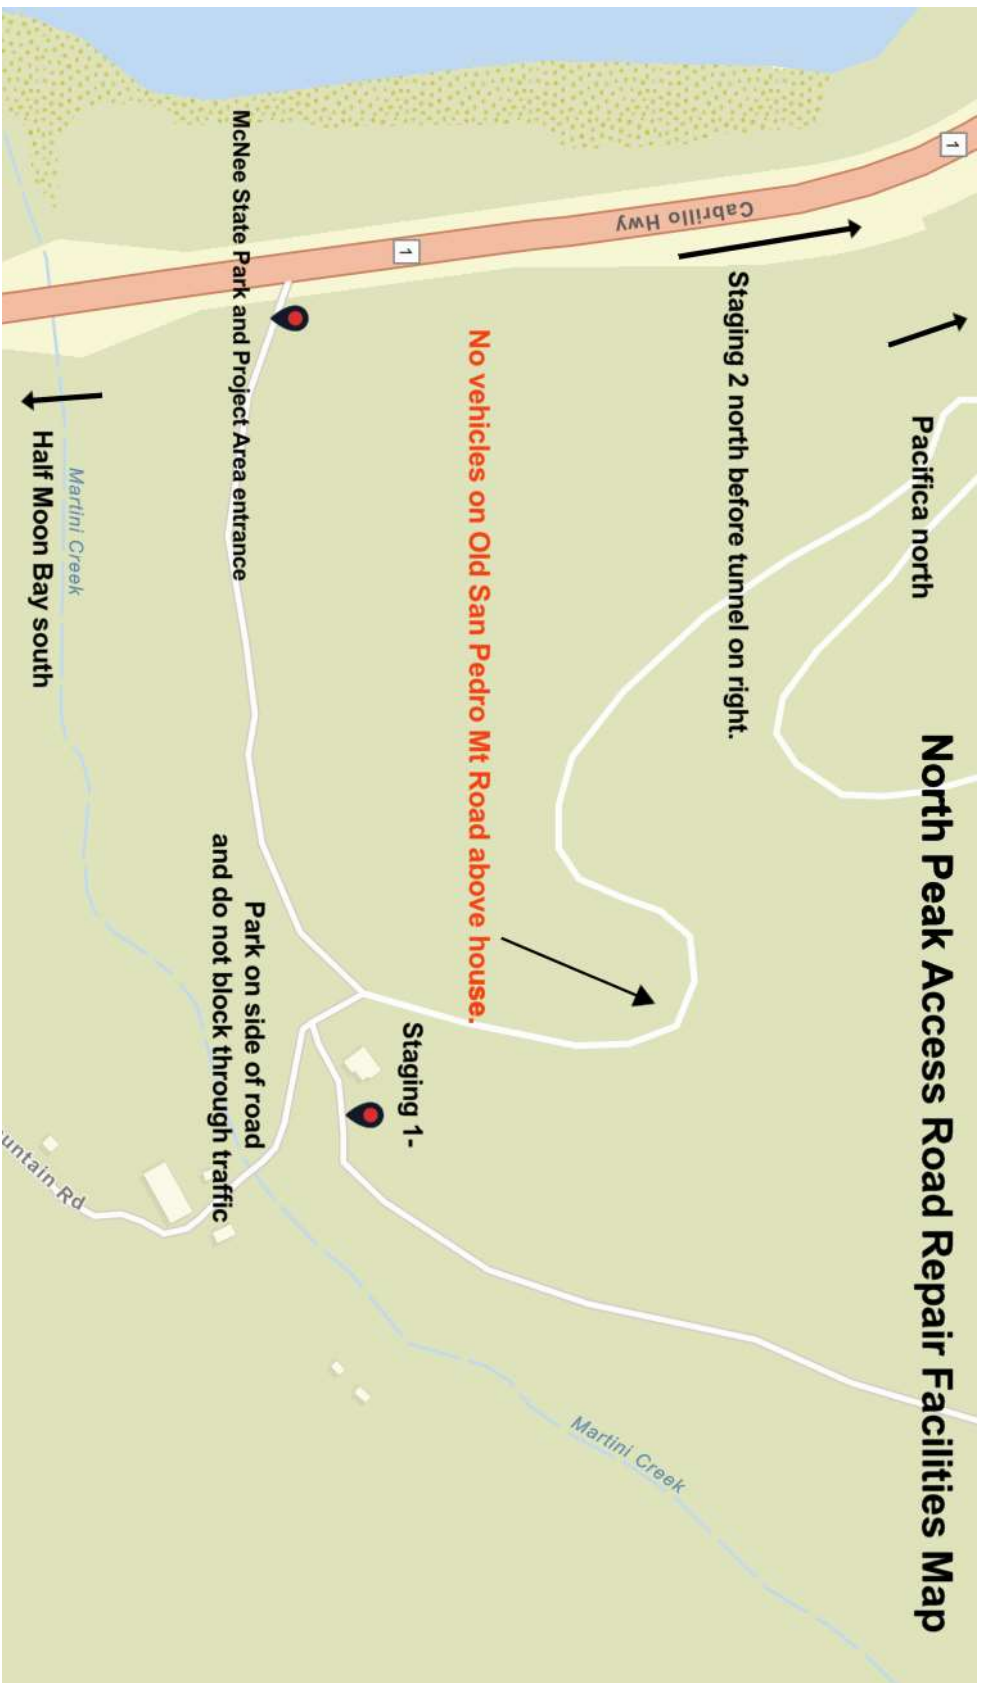 North Peak Access Road Repair Facilities Map
Pacifica north
1
Cabrillo Hwy
Staging 2 north before tunnel on right.
No vehicles on Old San Pedro Mt Road above house.
1
Staging 1-
McNee State Park and Project Area entrance
Park on side of road
and do not block through traffic
Martini Creek
Martini Creek
Half Moon Bay south
untain Rd